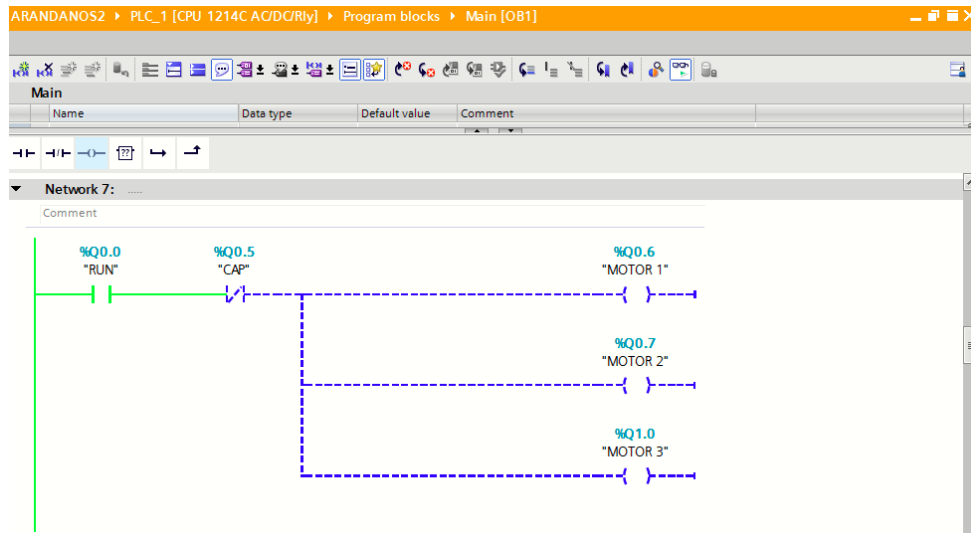 ARANDANOS2 ▸ PLC_1 [CPU 1214C AC/DC/Rly] ▸ Program blocks ▸ Main [OB1]
Main
Name Data type Default value Comment
??
Network 7: .....
Comment
%Q0.0 %Q0.5 %Q0.6
"RUN" "CAP" "MOTOR 1"
%Q0.7
"MOTOR 2"
%Q1.0
"MOTOR 3"